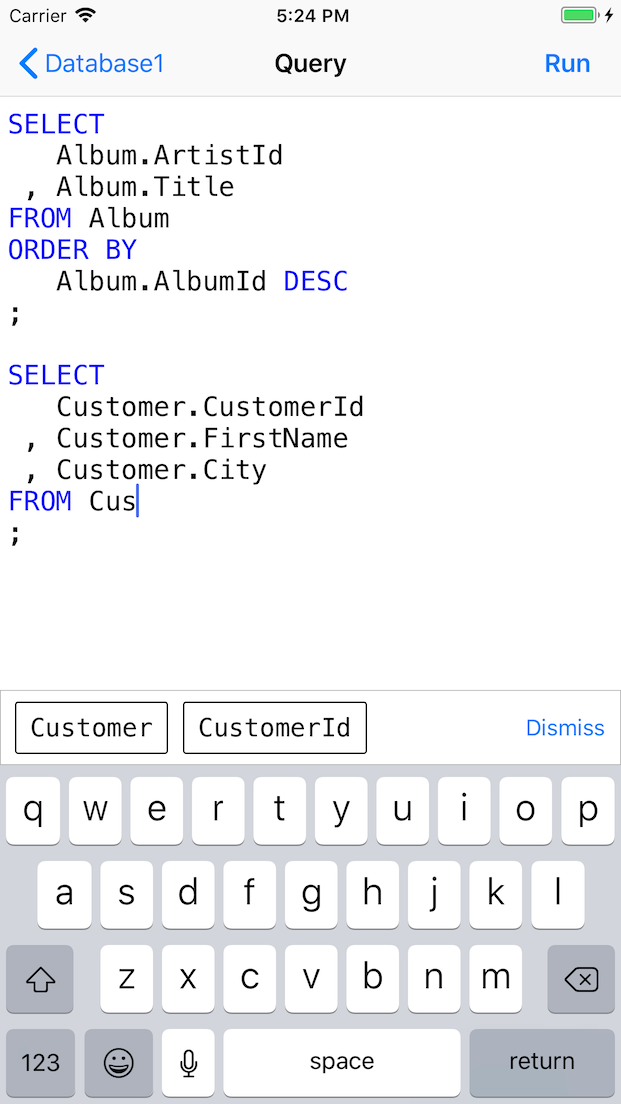 Carrier 5:24 PM
Database1 Query Run
SELECT
   Album.ArtistId
 , Album.Title
FROM Album
ORDER BY
   Album.AlbumId DESC
;

SELECT
   Customer.CustomerId
 , Customer.FirstName
 , Customer.City
FROM Cus
;
Customer CustomerId Dismiss
q w e r t y u i o p
a s d f g h j k l
z x c v b n m
123 space return